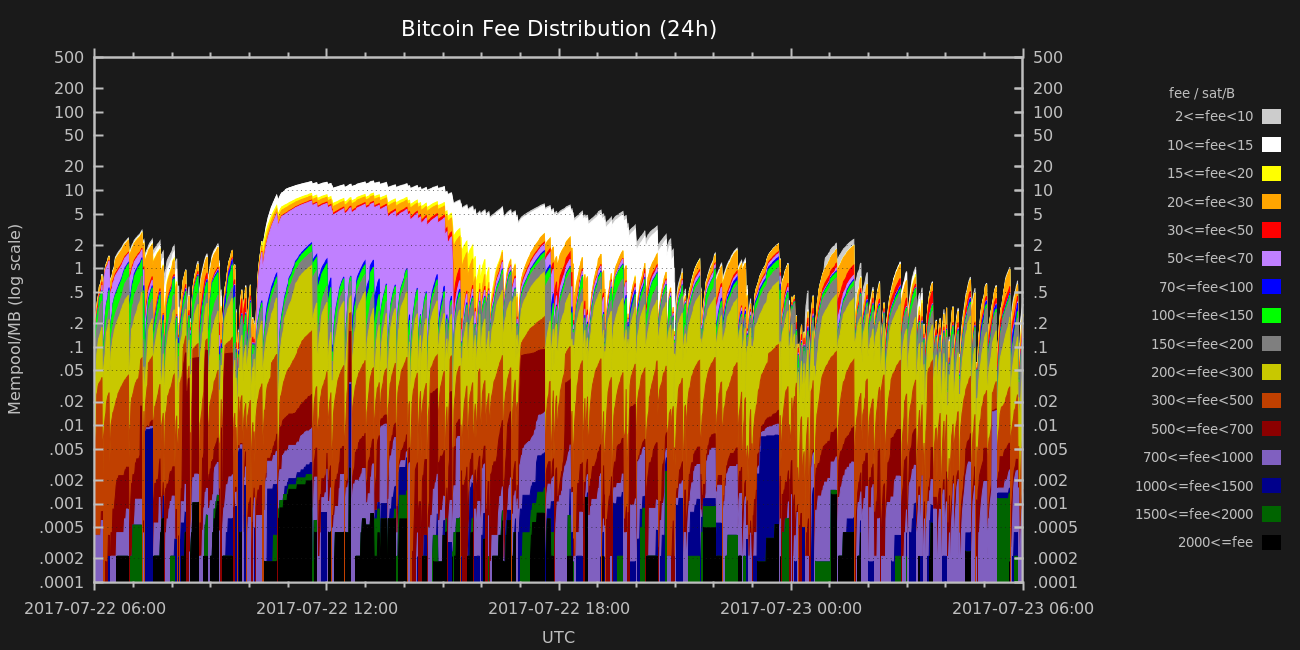 Bitcoin Fee Distribution (24h)
500
200
100
50
20
10
5
2
1
.5
.2
.1
.05
.02
.01
.005
.002
.001
.0005
.0002
.0001
Mempool/MB (log scale)
500
200
100
50
20
10
5
2
1
.5
.2
.1
.05
.02
.01
.005
.002
.001
.0005
.0002
.0001
2017-07-22 06:00 2017-07-22 12:00 2017-07-22 18:00 2017-07-23 00:00 2017-07-23 06:00
UTC
fee / sat/B
2<=fee<10
10<=fee<15
15<=fee<20
20<=fee<30
30<=fee<50
50<=fee<70
70<=fee<100
100<=fee<150
150<=fee<200
200<=fee<300
300<=fee<500
500<=fee<700
700<=fee<1000
1000<=fee<1500
1500<=fee<2000
2000<=fee